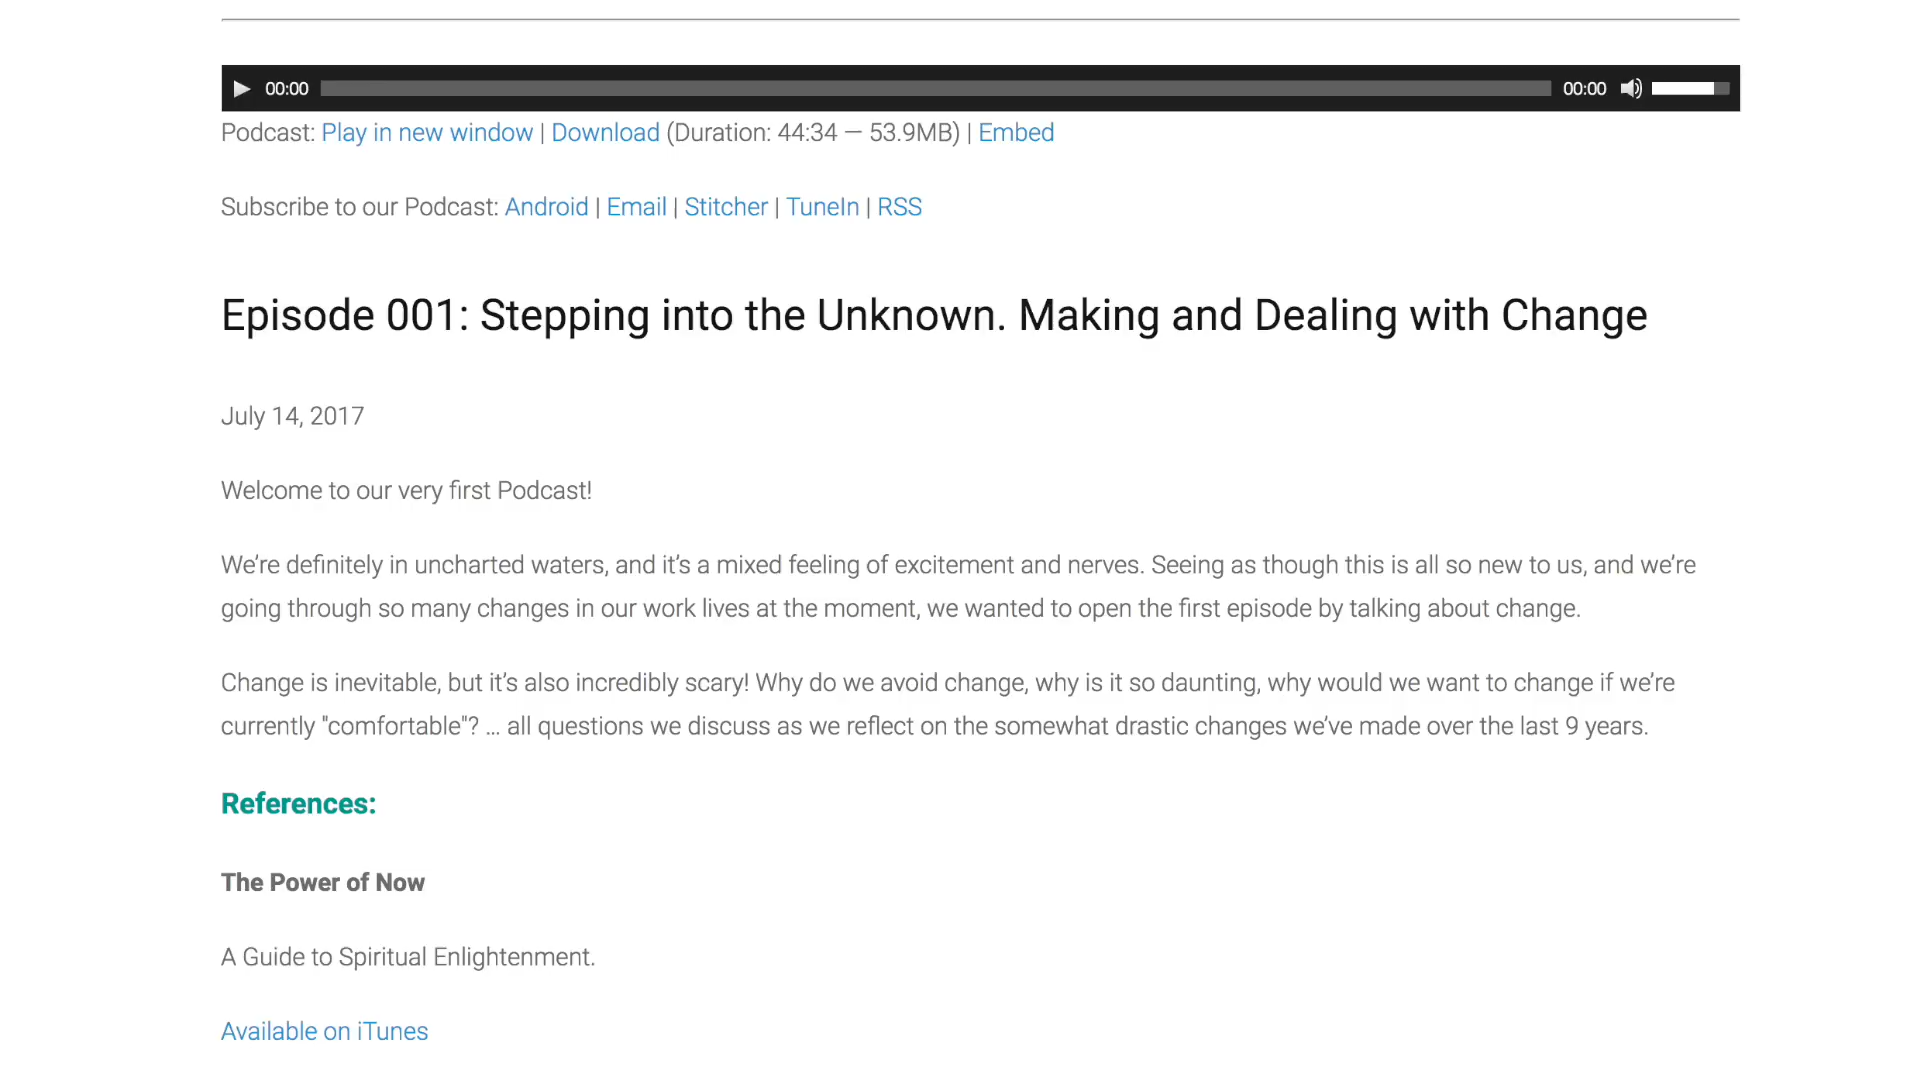 00:00 00:00
Podcast: Play in new window | Download (Duration: 44:34 — 53.9MB) | Embed
Subscribe to our Podcast: Android | Email | Stitcher | TuneIn | RSS
Episode 001: Stepping into the Unknown. Making and Dealing with Change
July 14, 2017
Welcome to our very first Podcast!
We’re definitely in uncharted waters, and it’s a mixed feeling of excitement and nerves. Seeing as though this is all so new to us, and we’re
going through so many changes in our work lives at the moment, we wanted to open the first episode by talking about change.
Change is inevitable, but it’s also incredibly scary! Why do we avoid change, why is it so daunting, why would we want to change if we’re
currently "comfortable"? … all questions we discuss as we reflect on the somewhat drastic changes we’ve made over the last 9 years.
References:
The Power of Now
A Guide to Spiritual Enlightenment.
Available on iTunes